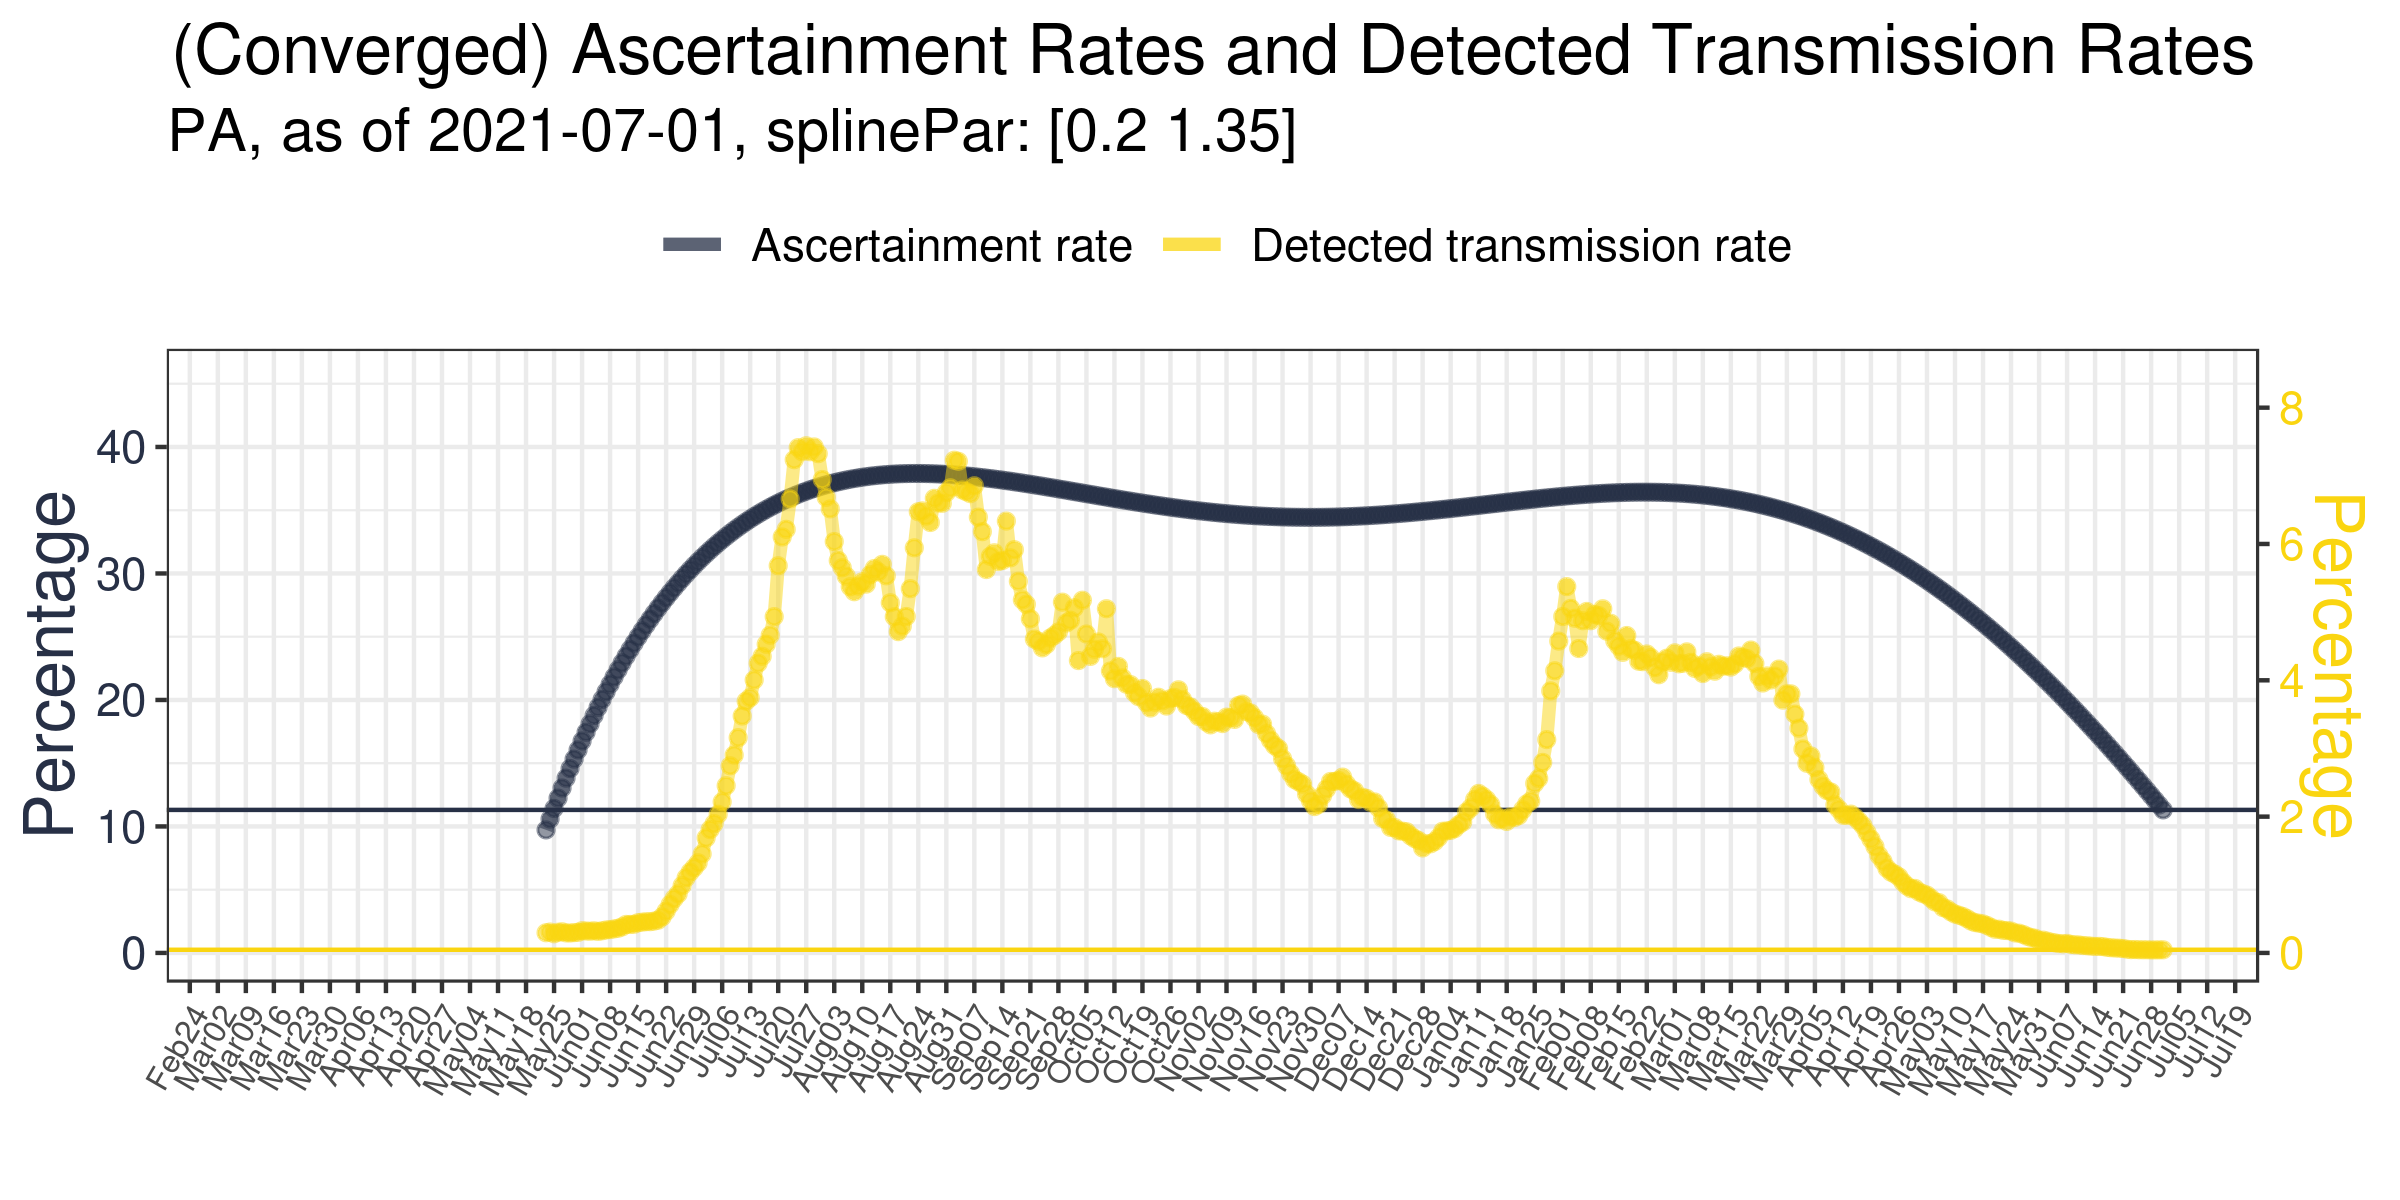 (Converged) Ascertainment Rates and Detected Transmission Rates
PA, as of 2021-07-01, splinePar: [0.2 1.35]
Ascertainment rate Detected transmission rate
Percentage
40
30
20
10
0
8
6
4
2
0
Percentage
Feb24
Mar02
Mar09
Mar16
Mar23
Mar30
Apr06
Apr13
Apr20
Apr27
May04
May11
May18
May25
Jun01
Jun08
Jun15
Jun22
Jun29
Jul06
Jul13
Jul20
Jul27
Aug03
Aug10
Aug17
Aug24
Aug31
Sep07
Sep14
Sep21
Sep28
Oct05
Oct12
Oct19
Oct26
Nov02
Nov09
Nov16
Nov23
Nov30
Dec07
Dec14
Dec21
Dec28
Jan04
Jan11
Jan18
Jan25
Feb01
Feb08
Feb15
Feb22
Mar01
Mar08
Mar15
Mar22
Mar29
Apr05
Apr12
Apr19
Apr26
May03
May10
May17
May24
May31
Jun07
Jun14
Jun21
Jun28
Jul05
Jul12
Jul19